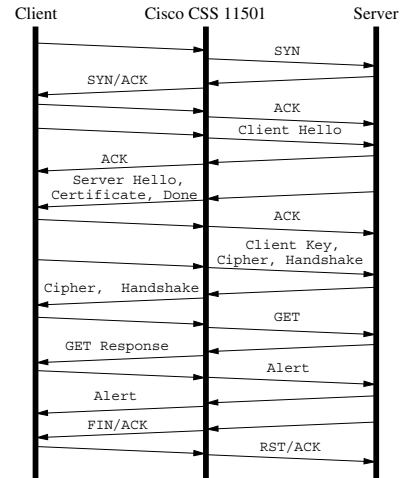 Client Cisco CSS 11501 Server
SYN
SYN/ACK
ACK
Client Hello
ACK
Server Hello,
Certificate, Done
ACK
Client Key,
Cipher, Handshake
Cipher, Handshake
GET
GET Response
Alert
Alert
FIN/ACK
RST/ACK